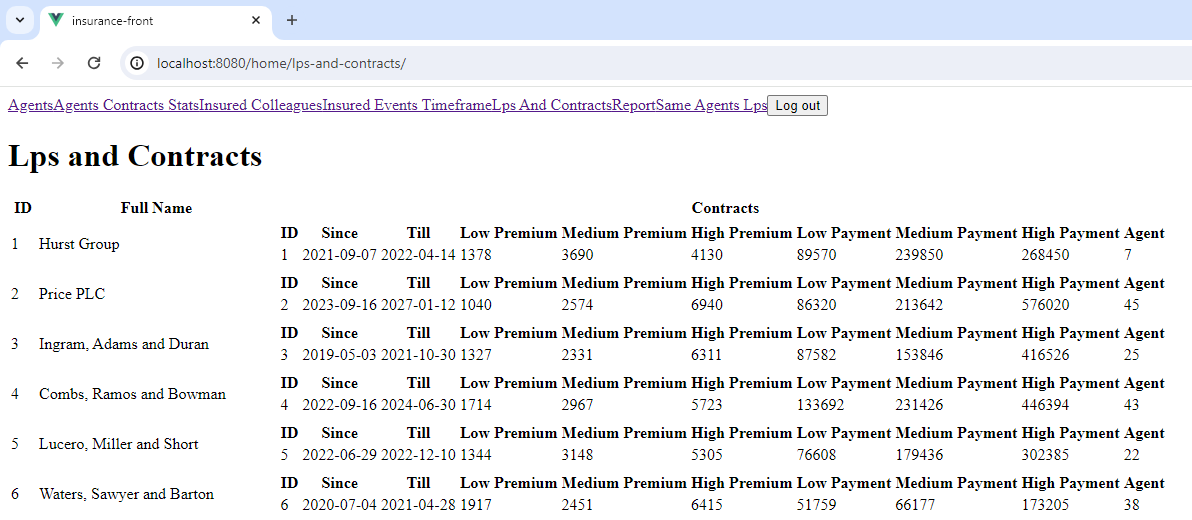 insurance-front
localhost:8080/home/lps-and-contracts/
AgentsAgents Contracts StatsInsured ColleaguesInsured Events TimeframeLps And ContractsReportSame Agents Lps Log out
Lps and Contracts
ID Full Name Contracts
ID Since Till Low Premium Medium Premium High Premium Low Payment Medium Payment High Payment Agent
1 Hurst Group
1 2021-09-07 2022-04-14 1378 3690 4130 89570 239850 268450 7
ID Since Till Low Premium Medium Premium High Premium Low Payment Medium Payment High Payment Agent
2 Price PLC
2 2023-09-16 2027-01-12 1040 2574 6940 86320 213642 576020 45
ID Since Till Low Premium Medium Premium High Premium Low Payment Medium Payment High Payment Agent
3 Ingram, Adams and Duran
3 2019-05-03 2021-10-30 1327 2331 6311 87582 153846 416526 25
ID Since Till Low Premium Medium Premium High Premium Low Payment Medium Payment High Payment Agent
4 Combs, Ramos and Bowman
4 2022-09-16 2024-06-30 1714 2967 5723 133692 231426 446394 43
ID Since Till Low Premium Medium Premium High Premium Low Payment Medium Payment High Payment Agent
5 Lucero, Miller and Short
5 2022-06-29 2022-12-10 1344 3148 5305 76608 179436 302385 22
ID Since Till Low Premium Medium Premium High Premium Low Payment Medium Payment High Payment Agent
6 Waters, Sawyer and Barton
6 2020-07-04 2021-04-28 1917 2451 6415 51759 66177 173205 38